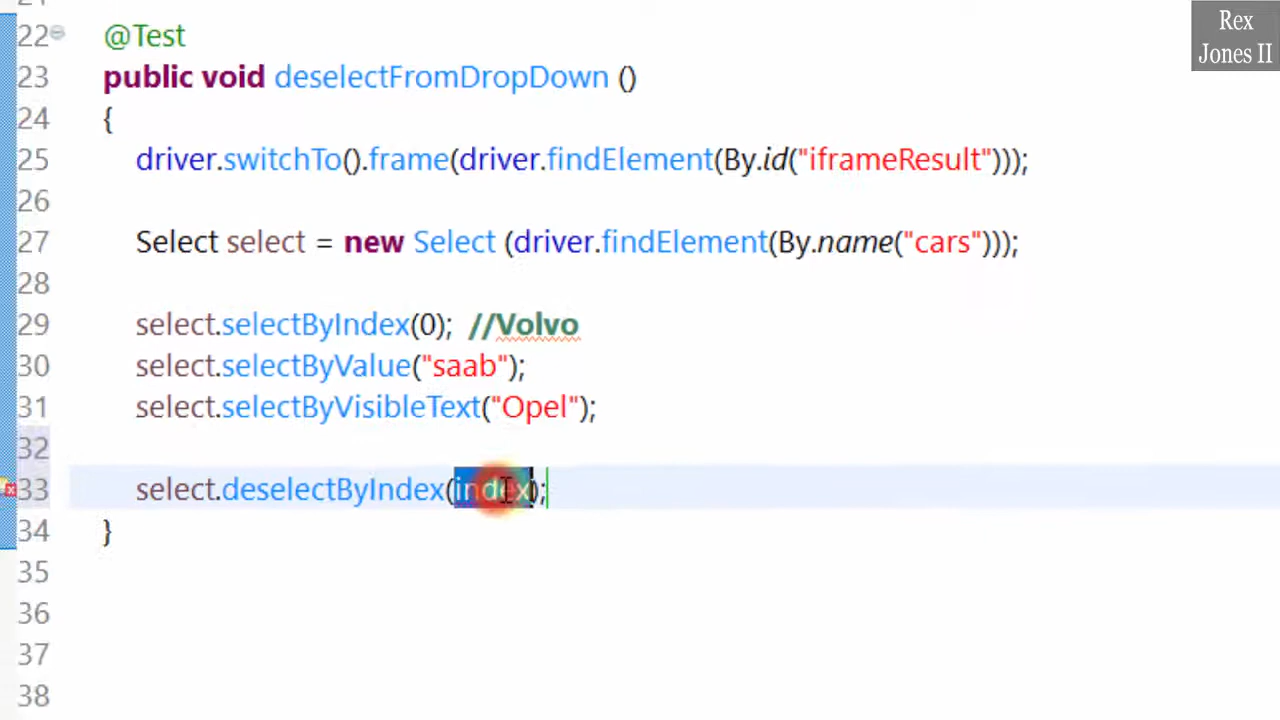 Rex
Jones II
22 @Test
23 public void deselectFromDropDown ()
24 {
25 driver.switchTo().frame(driver.findElement(By.id("iframeResult")));
26
27 Select select = new Select (driver.findElement(By.name("cars")));
28
29 select.selectByIndex(0); //Volvo
30 select.selectByValue("saab");
31 select.selectByVisibleText("Opel");
32
33 select.deselectByIndex(index);
34 }
35
36
37
38